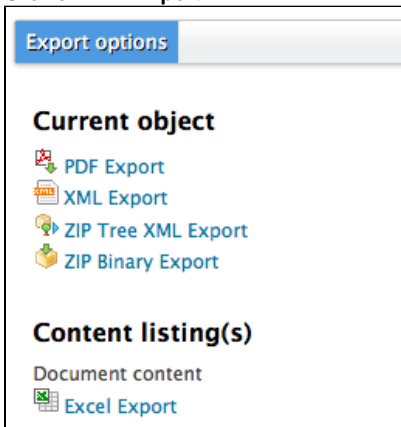 Export options
Current object
PDF Export
XML Export
ZIP Tree XML Export
ZIP Binary Export
Content listing(s)
Document content
Excel Export